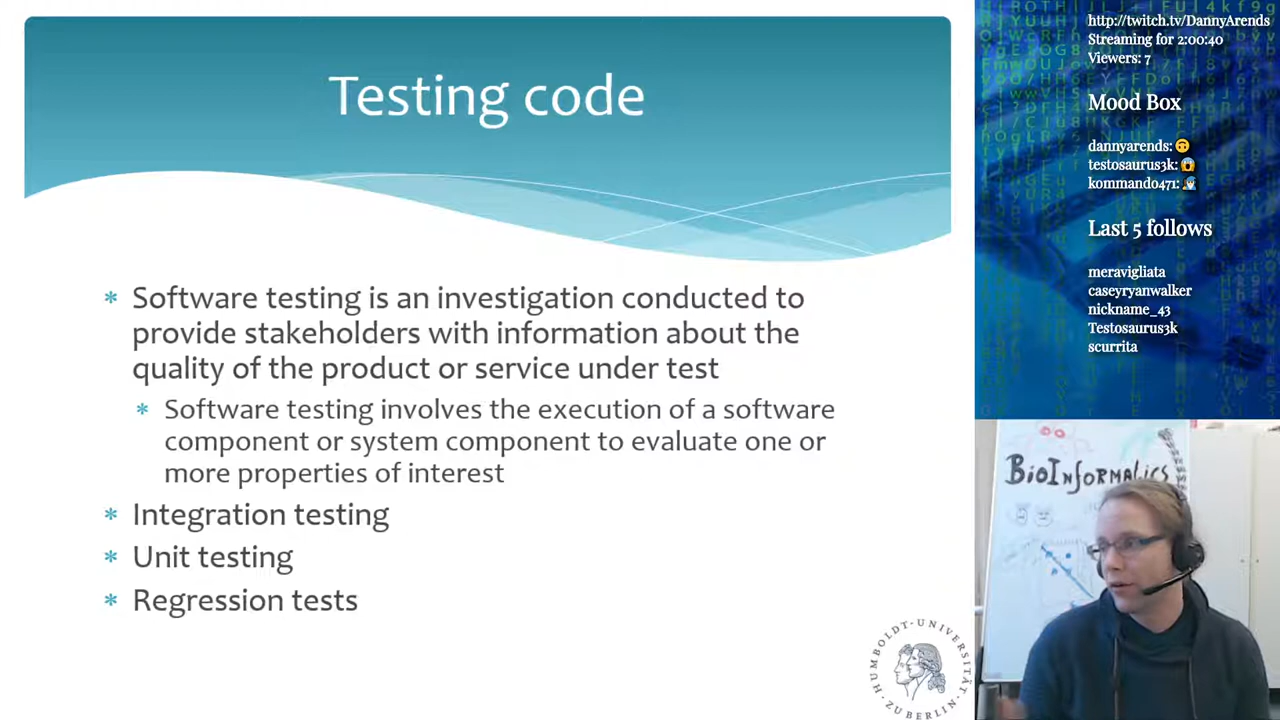 Testing code
* Software testing is an investigation conducted to
provide stakeholders with information about the
quality of the product or service under test
* Software testing involves the execution of a software
component or system component to evaluate one or
more properties of interest
* Integration testing
* Unit testing
* Regression tests
HUMBOLDT-UNIVERSITÄT
ZU BERLIN
http://twitch.tv/DannyArends
Streaming for 2:00:40
Viewers: 7
Mood Box
dannyarends: 🙃
testosaurus3k: 😱
kommando471:
Last 5 follows
meravigliata
caseryanwalker
nickname_43
Testosaurus3k
scurrita
BioInformatics